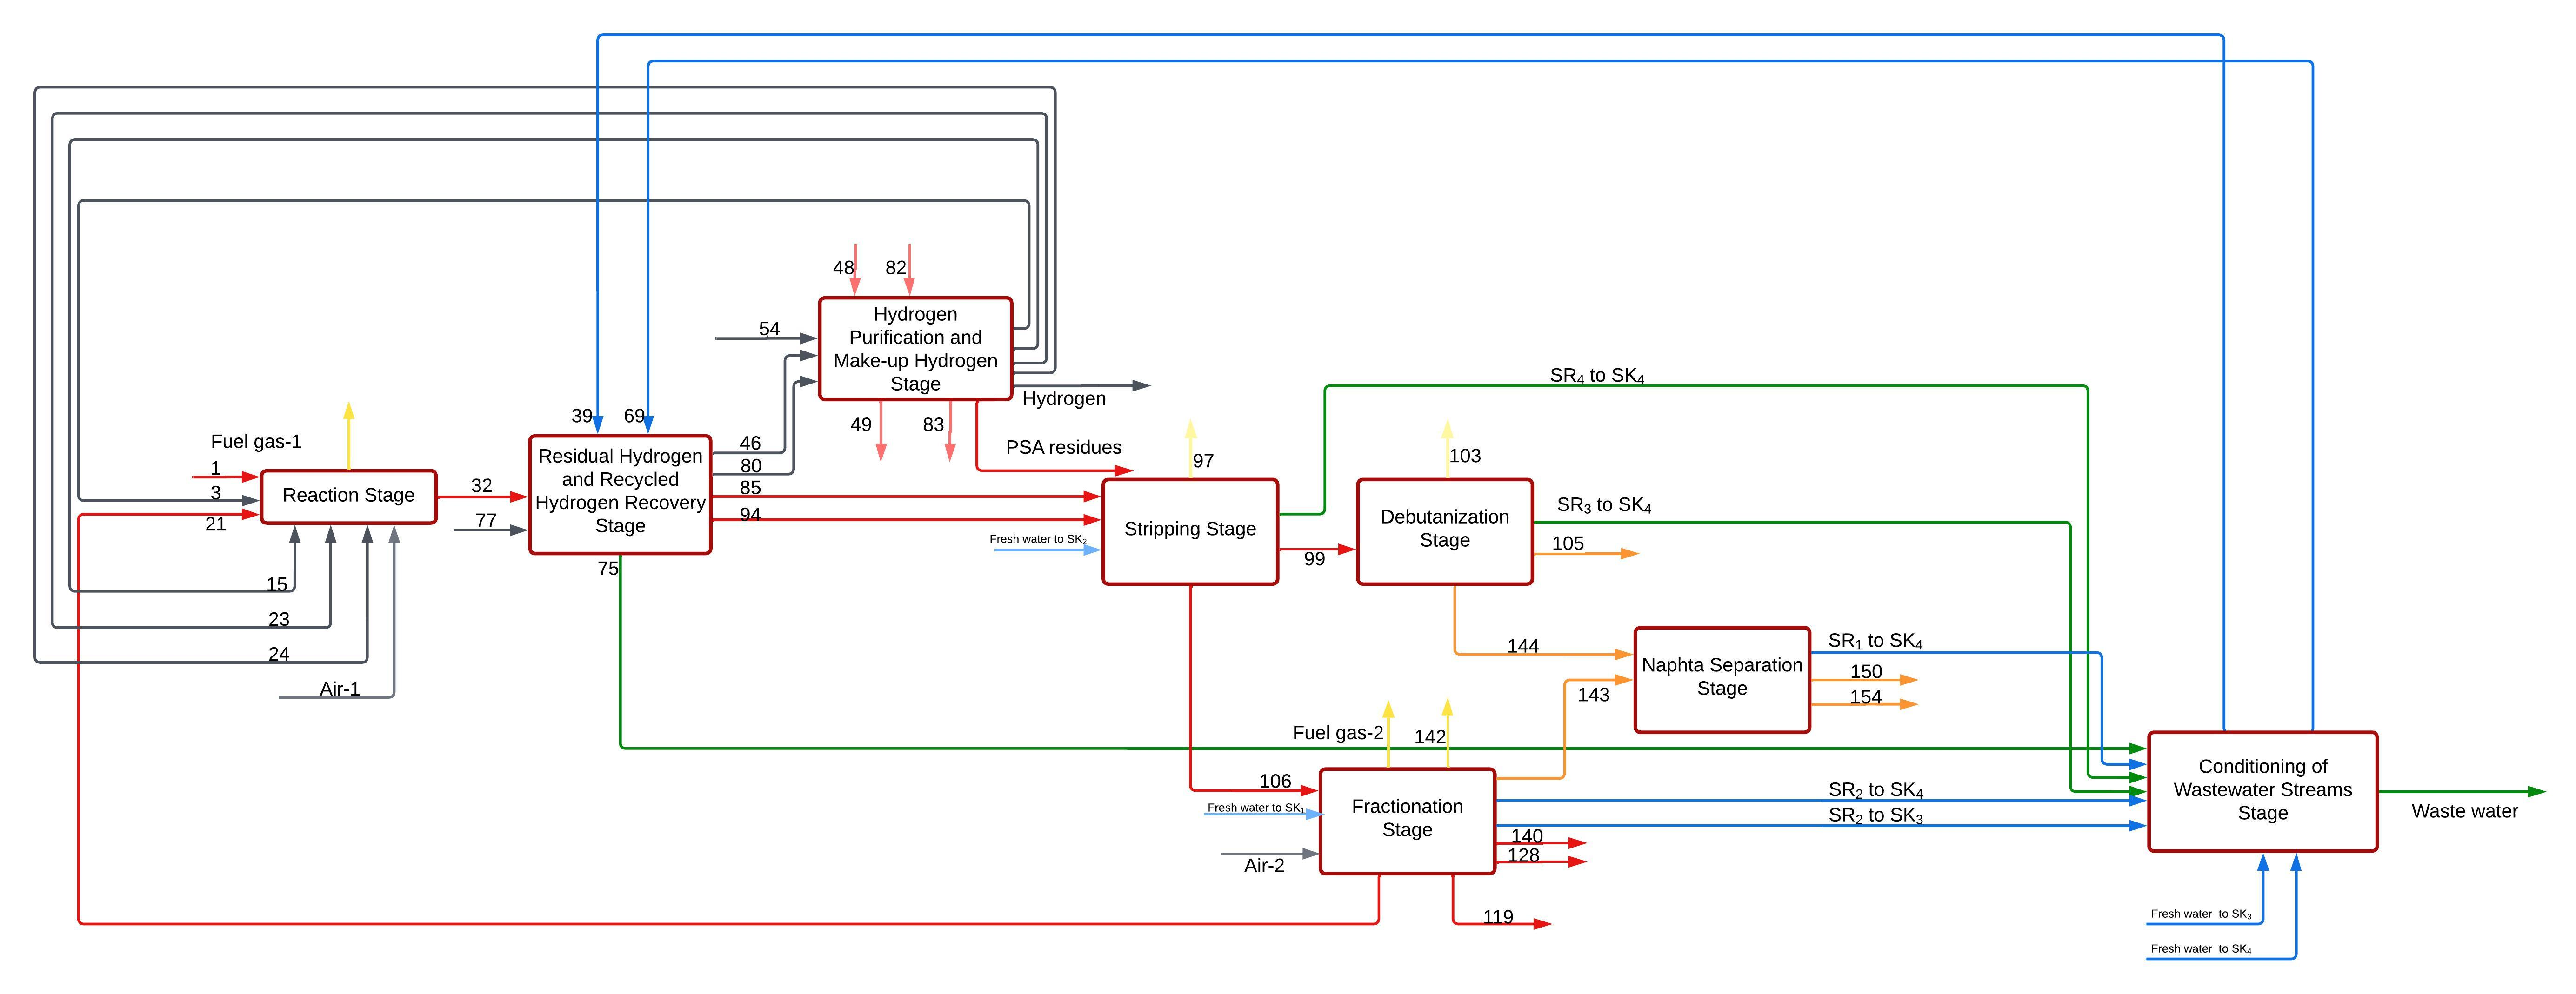 48
82
Hydrogen
Purification and
Make-up Hydrogen
Stage
54
Hydrogen
49
83
PSA residues
39
69
Fuel gas-1
1
3
21
Reaction Stage
32
77
Residual Hydrogen
and Recycled
Hydrogen Recovery
Stage
46
80
85
94
75
15
23
24
Air-1
Fresh water to SK₂
Stripping Stage
97
99
SR₄ to SK₄
103
Debutanization
Stage
SR₃ to SK₄
105
144
143
Naphta Separation
Stage
SR₁ to SK₄
150
154
Fuel gas-2
142
106
Fresh water to SK₁
Air-2
Fractionation
Stage
SR₂ to SK₄
SR₂ to SK₃
140
128
119
Conditioning of
Wastewater Streams
Stage
Waste water
Fresh water to SK₃
Fresh water to SK₄